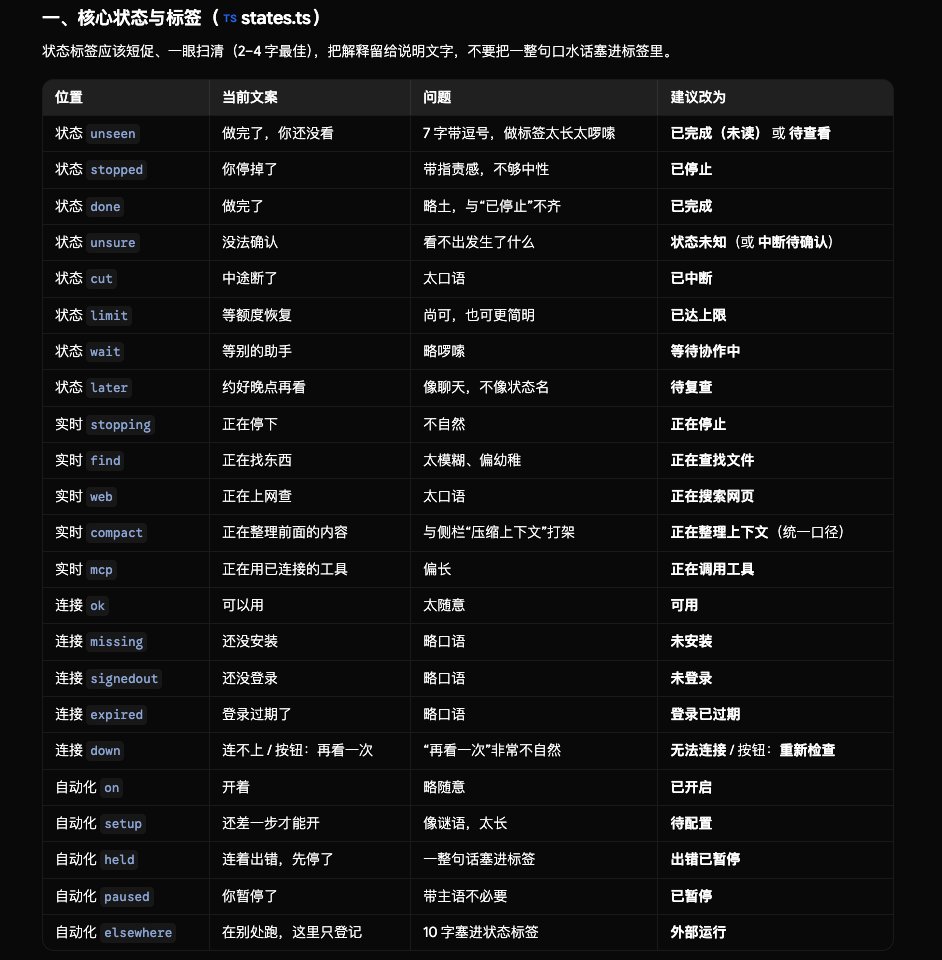 一、核心状态与标签（ TS states.ts）
状态标签应该短促、一眼扫清（2–4 字最佳），把解释留给说明文字，不要把一整句口水话塞进标签里。
位置 当前文案 问题 建议改为
状态 unseen 做完了，你还没看 7 字带逗号，做标签太长太啰嗦 已完成（未读） 或 待查看
状态 stopped 你停掉了 带指责感，不够中性 已停止
状态 done 做完了 略土，与“已停止”不齐 已完成
状态 unsure 没法确认 看不出发生了什么 状态未知（或 中断待确认）
状态 cut 中途断了 太口语 已中断
状态 limit 等额度恢复 尚可，也可更简明 已达上限
状态 wait 等别的助手 略啰嗦 等待协作中
状态 later 约好晚点再看 像聊天，不像状态名 待复查
实时 stopping 正在停下 不自然 正在停止
实时 find 正在找东西 太模糊、偏幼稚 正在查找文件
实时 web 正在上网查 太口语 正在搜索网页
实时 compact 正在整理前面的内容 与侧栏“压缩上下文”打架 正在整理上下文（统一口径）
实时 mcp 正在用已连接的工具 偏长 正在调用工具
连接 ok 可以用 太随意 可用
连接 missing 还没安装 略口语 未安装
连接 signedout 还没登录 略口语 未登录
连接 expired 登录过期了 略口语 登录已过期
连接 down 连不上 / 按钮：再看一次 “再看一次”非常不自然 无法连接 / 按钮：重新检查
自动化 on 开着 略随意 已开启
自动化 setup 还差一步才能开 像谜语，太长 待配置
自动化 held 连着出错，先停了 一整句话塞进标签 出错已暂停
自动化 paused 你暂停了 带主语不必要 已暂停
自动化 elsewhere 在别处跑，这里只登记 10 字塞进状态标签 外部运行